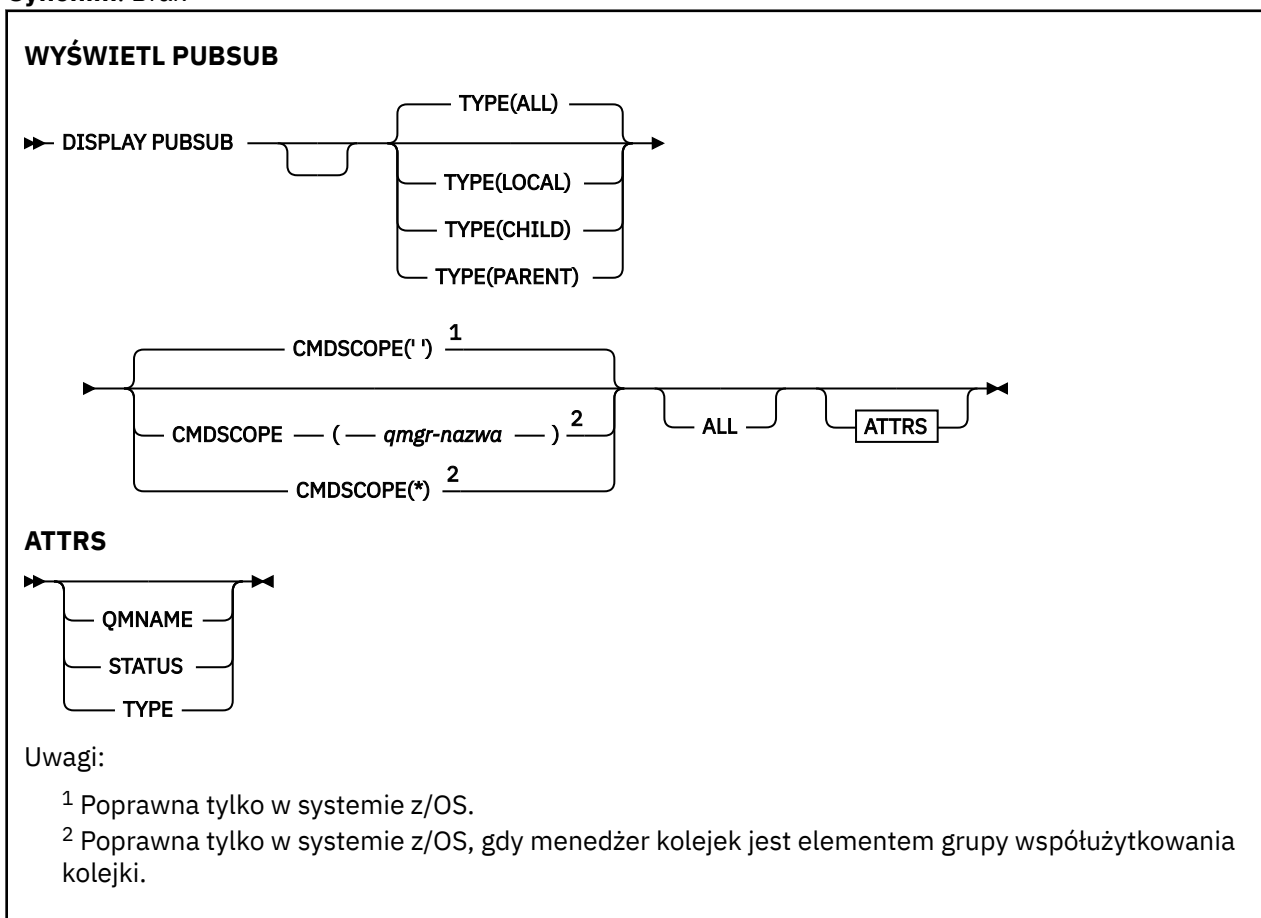 WYŚWIETL PUBSUB
TYPE(ALL)
DISPLAY PUBSUB
TYPE(LOCAL)
TYPE(CHILD)
TYPE(PARENT)
CMDSCOPE(' ') 1
CMDSCOPE ( qmgr-nazwa ) 2
CMDSCOPE(*) 2
ALL
ATTRS
ATTRS
QMNAME
STATUS
TYPE
Uwagi:
1 Poprawna tylko w systemie z/OS.
2 Poprawna tylko w systemie z/OS, gdy menedżer kolejek jest elementem grupy współużytkowania
kolejki.